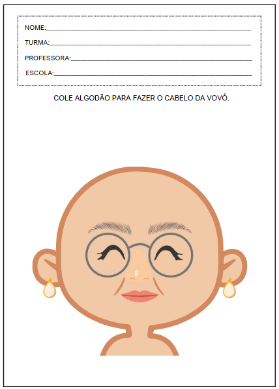 NOME:
TURMA:
PROFESSORA:
ESCOLA:
COLE ALGODÃO PARA FAZER O CABELO DA VOVÓ.